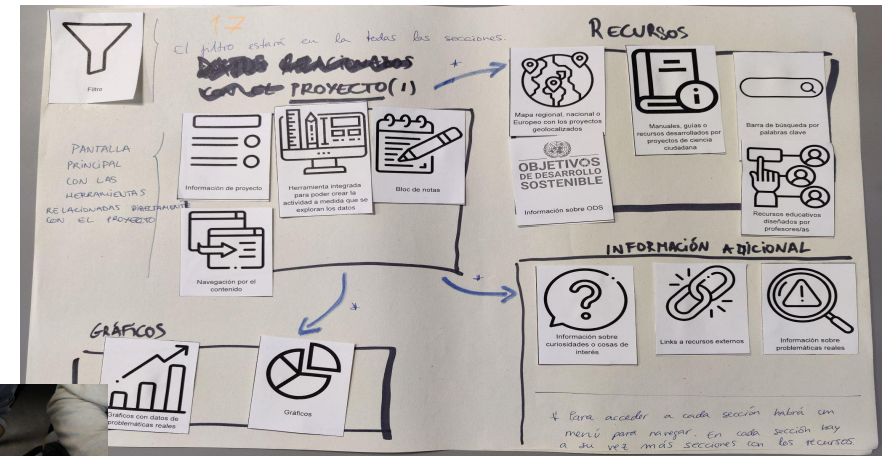 17
El filtro estará en la todas las secciones.
Filtro
PROYECTO(1)
PANTALLA
PRINCIPAL
CON LAS
HERRAMIENTAS
RELACIONADAS DIRECTAMENTE
CON EL PROYECTO
Información de proyecto
Herramienta integrada
para poder crear la
actividad a medida que se
exploran los datos
Bloc de notas
Navegación por el
contenido
*
*
*
RECURSOS
Mapa regional, nacional o
Europeo con los proyectos
geolocalizados
Manuales, guías o
recursos desarrollados por
proyectos de ciencia
ciudadana
Barra de búsqueda por
palabras clave
OBJETIVOS
DE DESARROLLO
SOSTENIBLE
Información sobre ODS
Recursos educativos
diseñados por
profesores/as
GRÁFICOS
Gráficos con datos de
problemáticas reales
Gráficos
INFORMACIÓN ADICIONAL
Información sobre
curiosidades o cosas de
interés
Links a recursos externos
Información sobre
problemáticas reales
* Para acceder a cada sección habrá un
menú para navegar. En cada sección hay
a su vez más secciones con los recursos